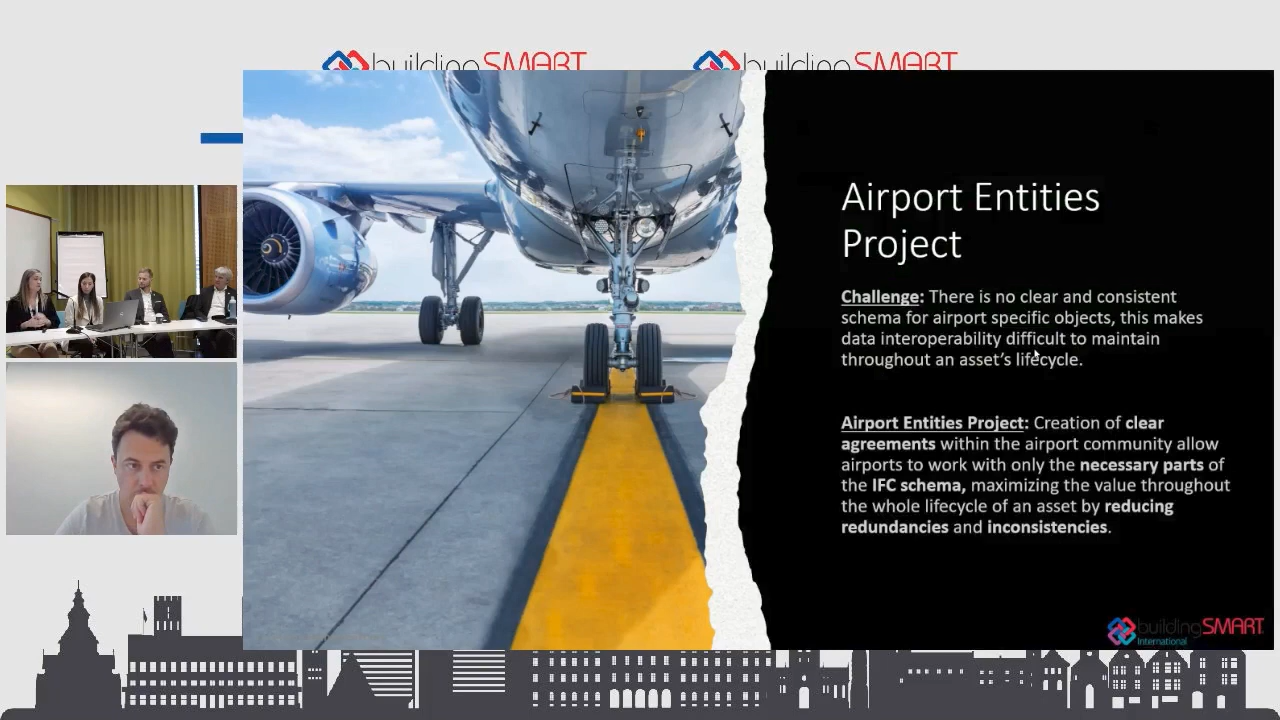 buildingSMART buildingSMART
Airport Entities
Project
Challenge: There is no clear and consistent
schema for airport specific objects, this makes
data interoperability difficult to maintain
throughout an asset’s lifecycle.
Airport Entities Project: Creation of clear
agreements within the airport community allow
airports to work with only the necessary parts of
the IFC schema, maximizing the value throughout
the whole lifecycle of an asset by reducing
redundancies and inconsistencies.
buildingSMART
International